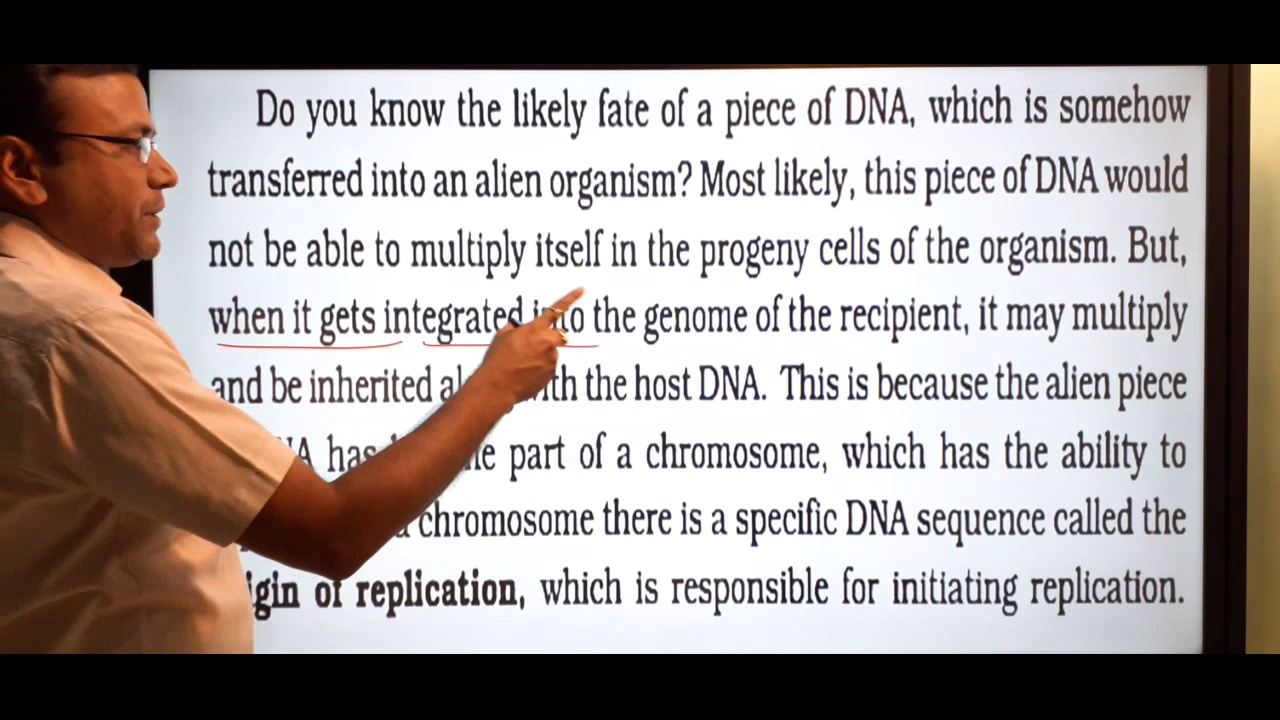 Do you know the likely fate of a piece of DNA, which is somehow
transferred into an alien organism? Most likely, this piece of DNA would
not be able to multiply itself in the progeny cells of the organism. But,
when it gets integrated into the genome of the recipient, it may multiply
and be inherited the host DNA. This is because the alien piece
has part of a chromosome, which has the ability to
chromosome there is a specific DNA sequence called the
of replication, which is responsible for initiating replication.